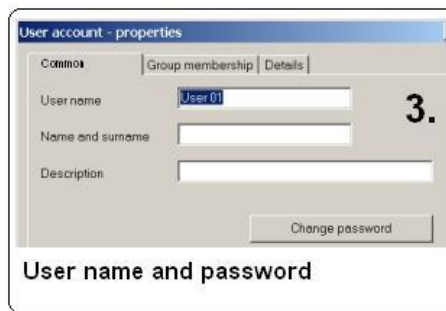 User account - properties
Common Group membership Details
User name User 01
3.
Name and surname
Description
Change password
User name and password